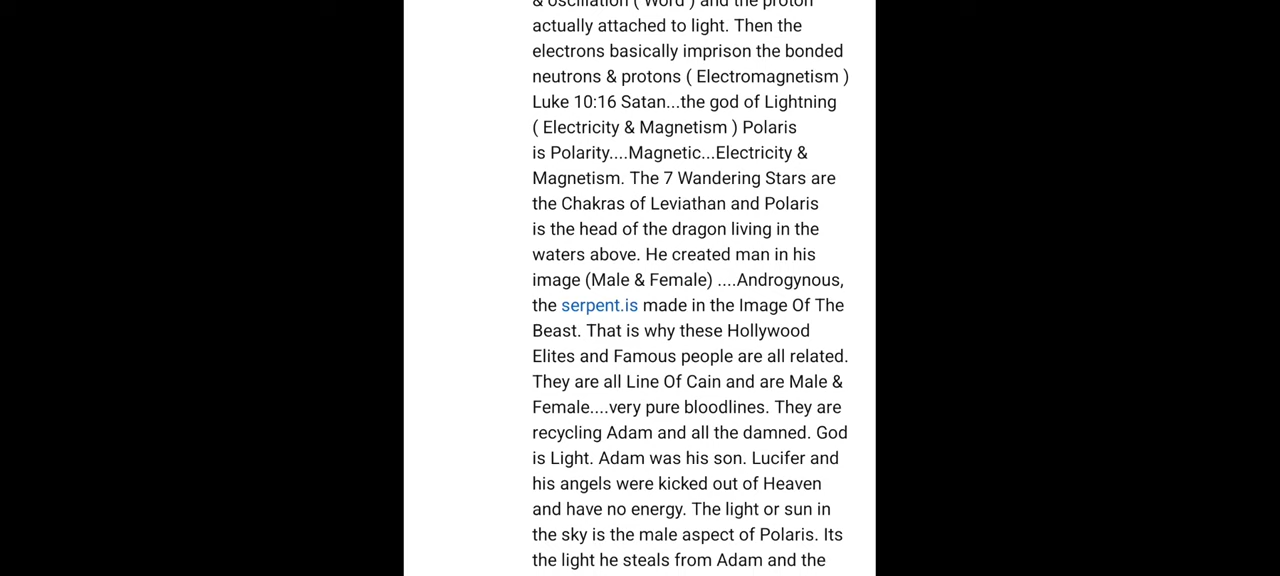 & oscillation ( Word ) and the proton
actually attached to light. Then the
electrons basically imprison the bonded
neutrons & protons ( Electromagnetism )
Luke 10:16 Satan...the god of Lightning
( Electricity & Magnetism ) Polaris
is Polarity....Magnetic...Electricity &
Magnetism. The 7 Wandering Stars are
the Chakras of Leviathan and Polaris
is the head of the dragon living in the
waters above. He created man in his
image (Male & Female) ....Androgynous,
the serpent.is made in the Image Of The
Beast. That is why these Hollywood
Elites and Famous people are all related.
They are all Line Of Cain and are Male &
Female....very pure bloodlines. They are
recycling Adam and all the damned. God
is Light. Adam was his son. Lucifer and
his angels were kicked out of Heaven
and have no energy. The light or sun in
the sky is the male aspect of Polaris. Its
the light he steals from Adam and the